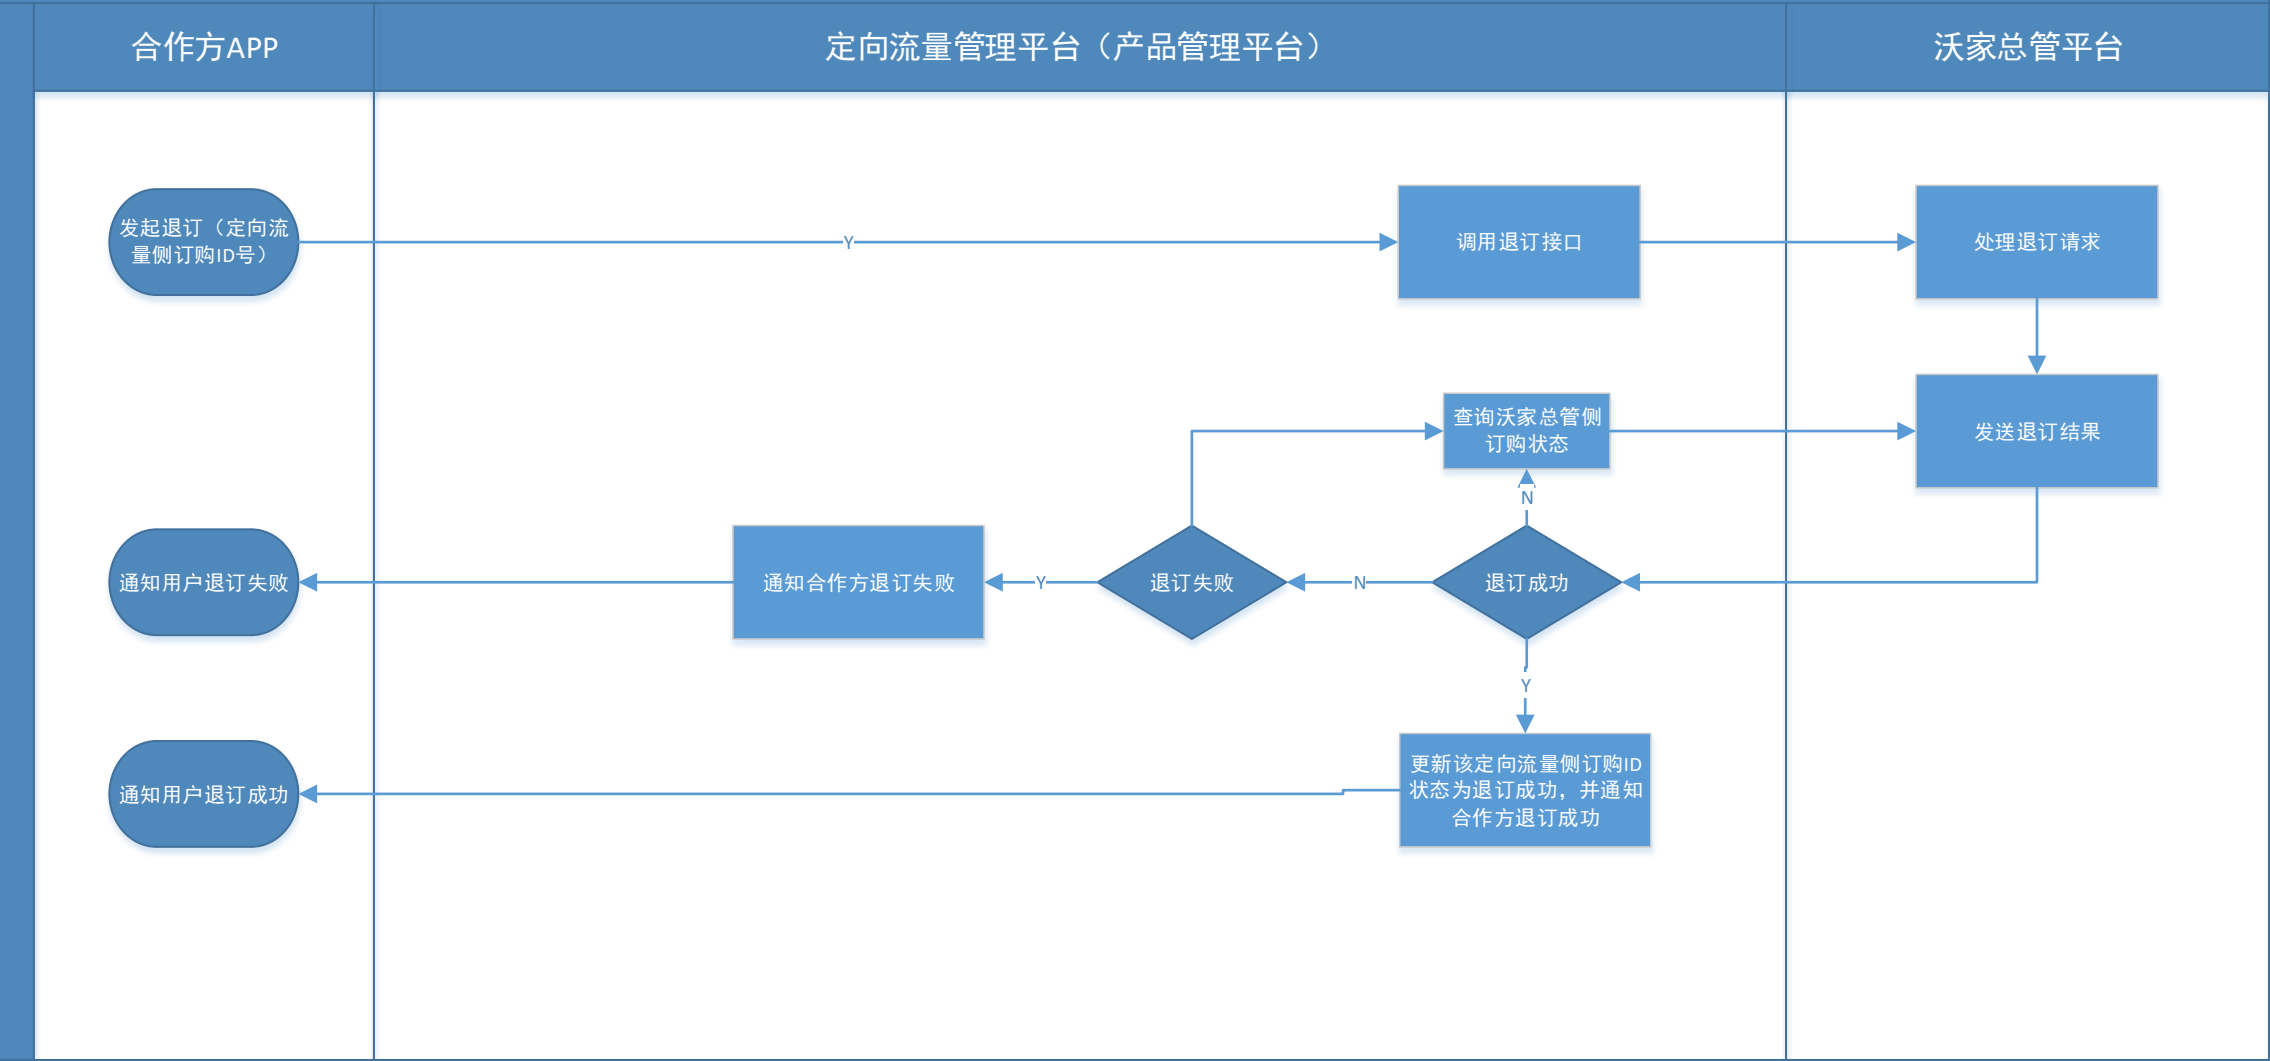 合作方APP
定向流量管理平台（产品管理平台）
沃家总管平台
发起退订（定向流
量侧订购ID号）
Y
调用退订接口
处理退订请求
查询沃家总管侧
订购状态
发送退订结果
N
通知用户退订失败
通知合作方退订失败
Y
退订失败
N
退订成功
Y
更新该定向流量侧订购ID
状态为退订成功，并通知
合作方退订成功
通知用户退订成功